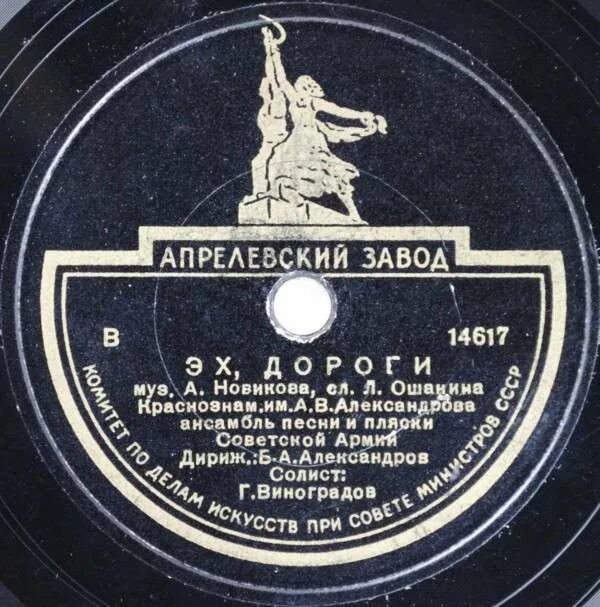 АПРЕЛЕВСКИЙ ЗАВОД
В 14617
ЭХ, ДОРОГИ
муз. А. Новикова, сл. Л. Ошанина
Краснознам.им.А.В.Александрова
ансамбль песни и пляски
Советской Армии
Дириж.:Б.А.Александров
Солист:
Г.Виноградов
КОМИТЕТ ПО ДЕЛАМ ИСКУССТВ ПРИ СОВЕТЕ МИНИСТРОВ СССР